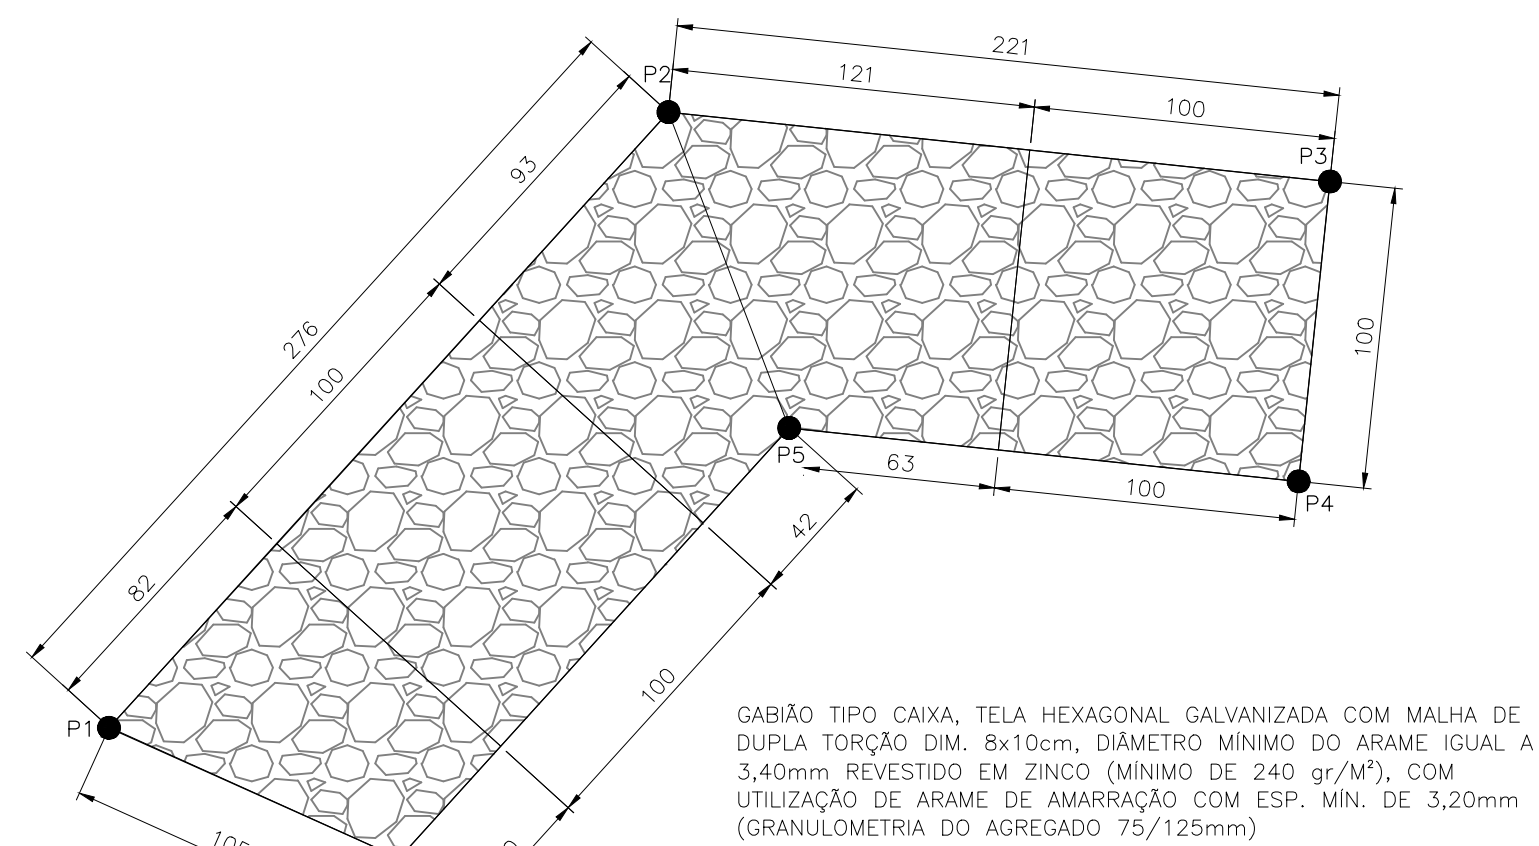 221
P2
121
100
P3
93
276
100
100
P5
63
100
P4
42
82
100
P1
GABIÃO TIPO CAIXA, TELA HEXAGONAL GALVANIZADA COM MALHA DE
DUPLA TORÇÃO DIM. 8x10cm, DIÂMETRO MÍNIMO DO ARAME IGUAL A
3,40mm REVESTIDO EM ZINCO (MÍNIMO DE 240 gr/M²), COM
UTILIZAÇÃO DE ARAME DE AMARRAÇÃO COM ESP. MÍN. DE 3,20mm
(GRANULOMETRIA DO AGREGADO 75/125mm)